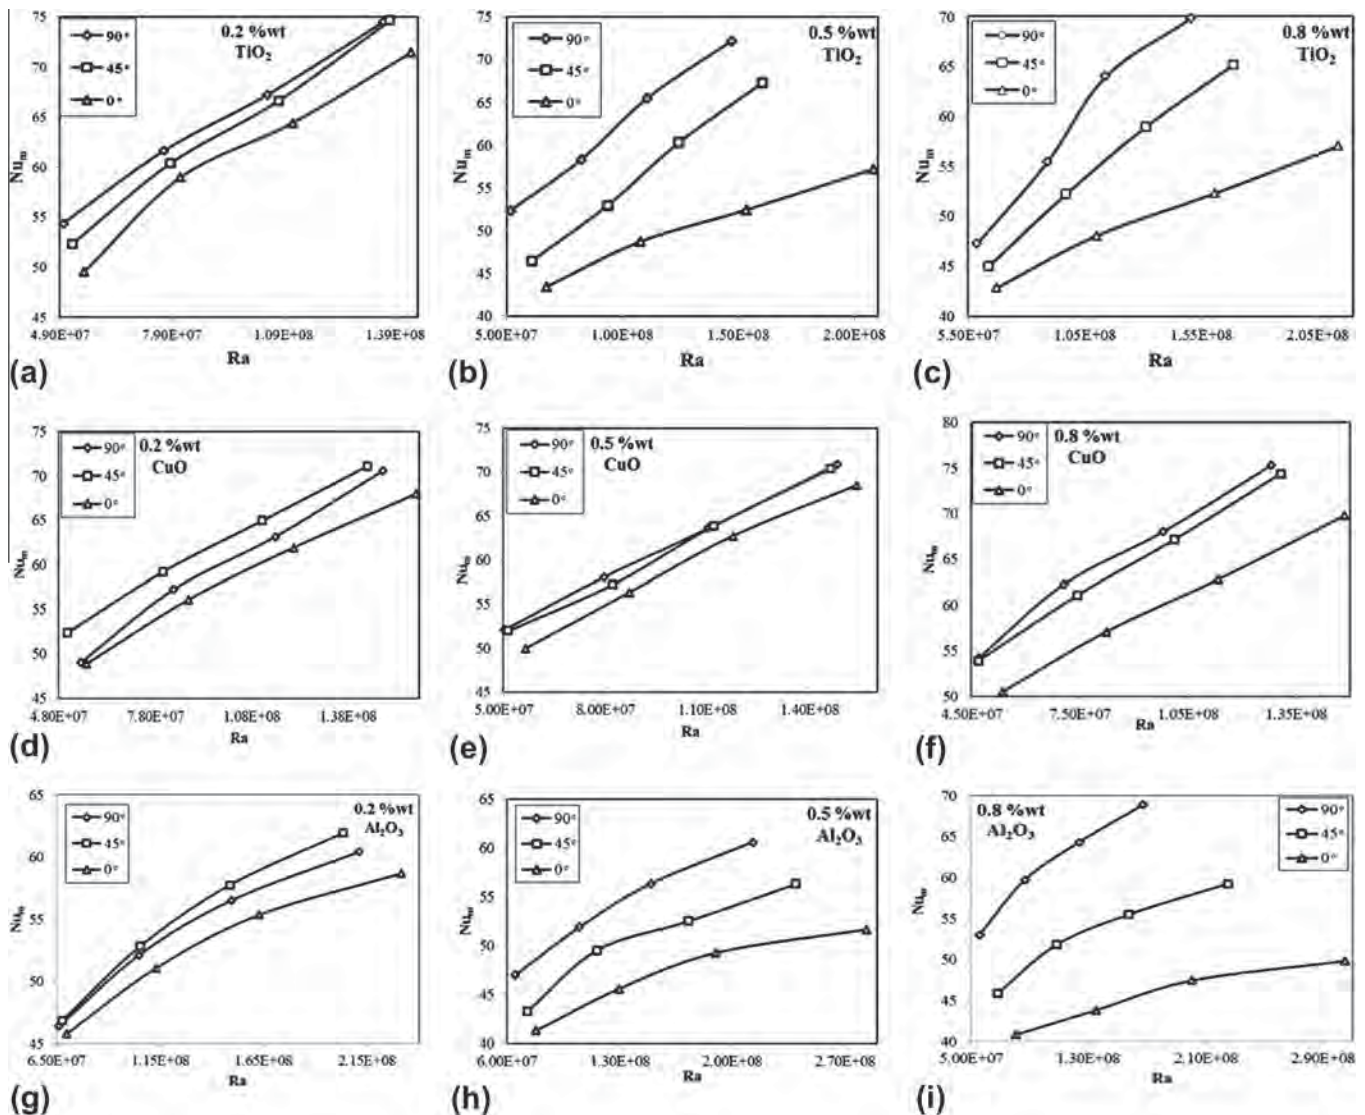 75
70
65
60
55
50
45
Nuₘ
90°
45°
0°
0.2 %wt
TiO₂
4.90E+07 7.90E+07 1.09E+08 1.39E+08
Ra
(a)
75
70
65
60
55
50
45
40
Nuₘ
90°
45°
0°
0.5 %wt
TiO₂
5.00E+07 1.00E+08 1.50E+08 2.00E+08
Ra
(b)
70
65
60
55
50
45
40
Nuₘ
90°
45°
0°
0.8 %wt
TiO₂
5.50E+07 1.05E+08 1.55E+08 2.05E+08
Ra
(c)
75
70
65
60
55
50
45
Nuₘ
90°
45°
0°
0.2 %wt
CuO
4.80E+07 7.80E+07 1.08E+08 1.38E+08
Ra
(d)
75
70
65
60
55
50
45
Nuₘ
90°
45°
0°
0.5 %wt
CuO
5.00E+07 8.00E+07 1.10E+08 1.40E+08
Ra
(e)
80
75
70
65
60
55
50
Nuₘ
90°
45°
0°
0.8 %wt
CuO
4.50E+07 7.50E+07 1.05E+08 1.35E+08
Ra
(f)
65
60
55
50
45
Nuₘ
90°
45°
0°
0.2 %wt
Al₂O₃
6.50E+07 1.15E+08 1.65E+08 2.15E+08
Ra
(g)
65
60
55
50
45
40
Nuₘ
90°
45°
0°
0.5 %wt
Al₂O₃
6.00E+07 1.30E+08 2.00E+08 2.70E+08
Ra
(h)
70
65
60
55
50
45
40
Nuₘ
0.8 %wt
Al₂O₃
90°
45°
0°
5.00E+07 1.30E+08 2.10E+08 2.90E+08
Ra
(i)